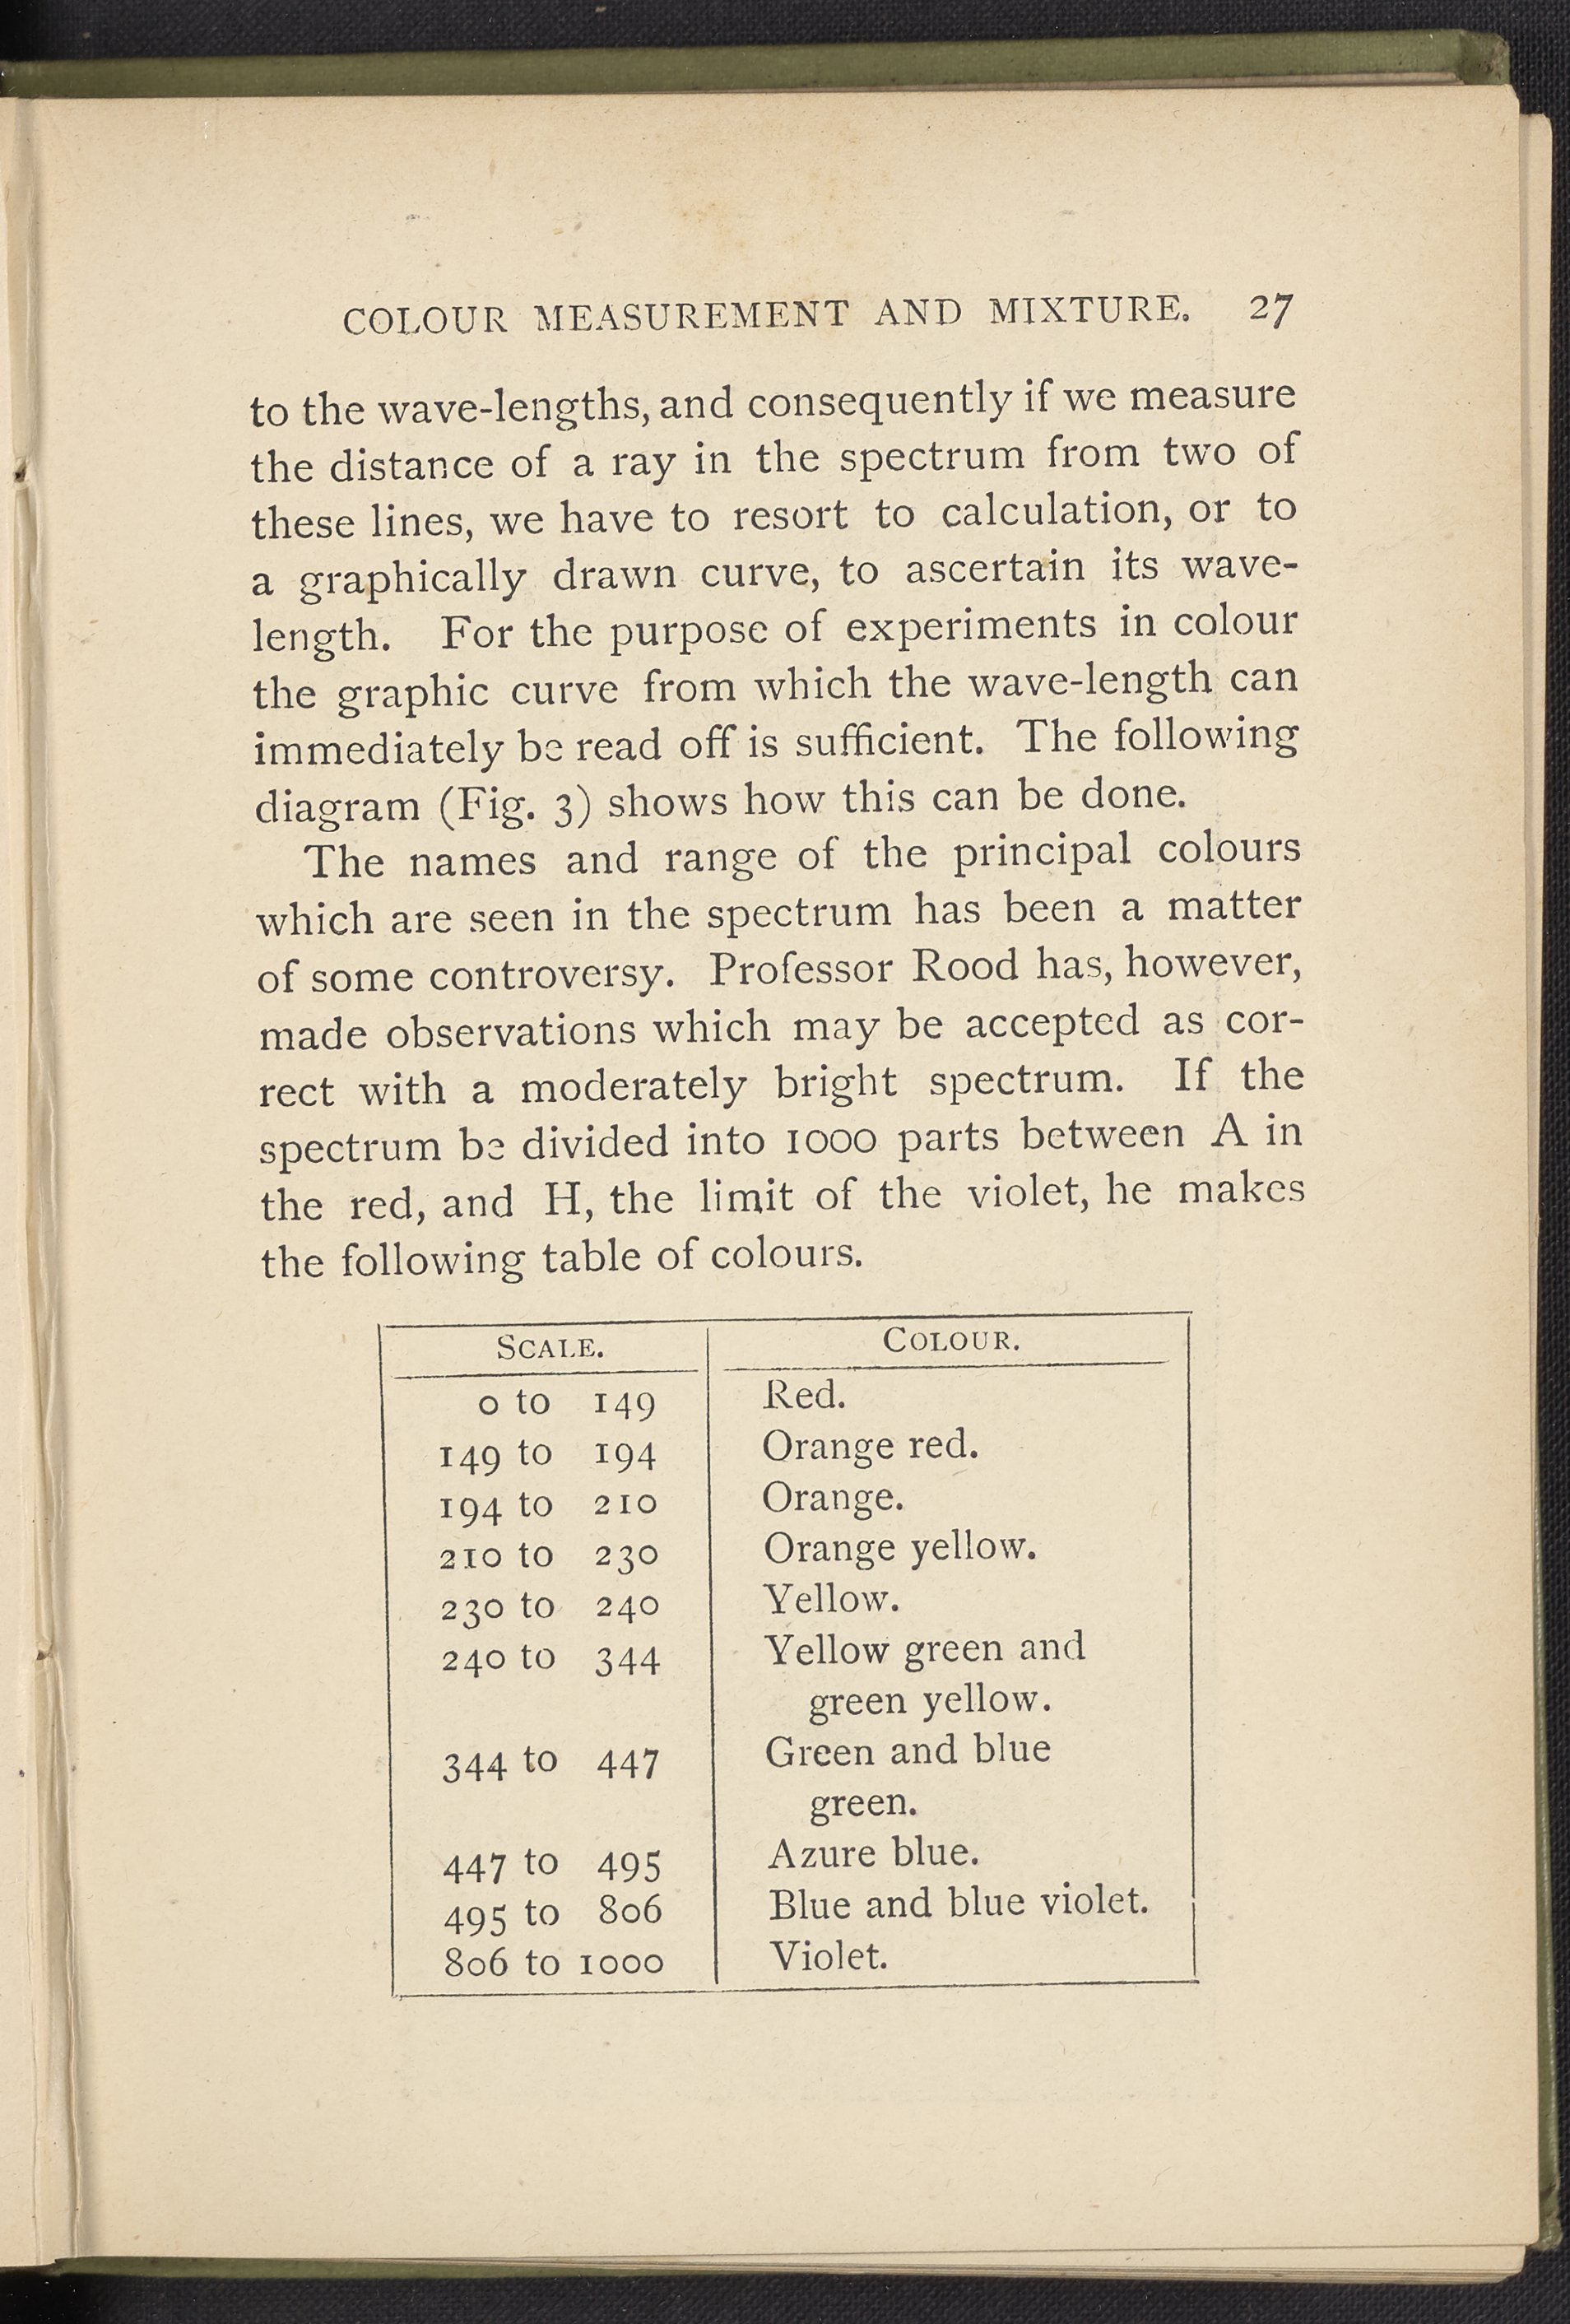 COLOUR MEASUREMENT AND MIXTURE. 27
to the wave-lengths, and consequently if we measure
the distance of a ray in the spectrum from two of
these lines, we have to resort to calculation, or to
a graphically drawn curve, to ascertain its wave-
length. For the purpose of experiments in colour
the graphic curve from which the wave-length can
immediately be read off is sufficient. The following
diagram (Fig. 3) shows how this can be done.
The names and range of the principal colours
which are seen in the spectrum has been a matter
of some controversy. Professor Rood has, however,
made observations which may be accepted as cor-
rect with a moderately bright spectrum. If the
spectrum be divided into 1000 parts between A in
the red, and H, the limit of the violet, he makes
the following table of colours.
SCALE. COLOUR.
0 to 149 Red.
149 to 194 Orange red.
194 to 210 Orange.
210 to 230 Orange yellow.
230 to 240 Yellow.
240 to 344 Yellow green and
green yellow.
344 to 447 Green and blue
green.
447 to 495 Azure blue.
495 to 806 Blue and blue violet.
806 to 1000 Violet.